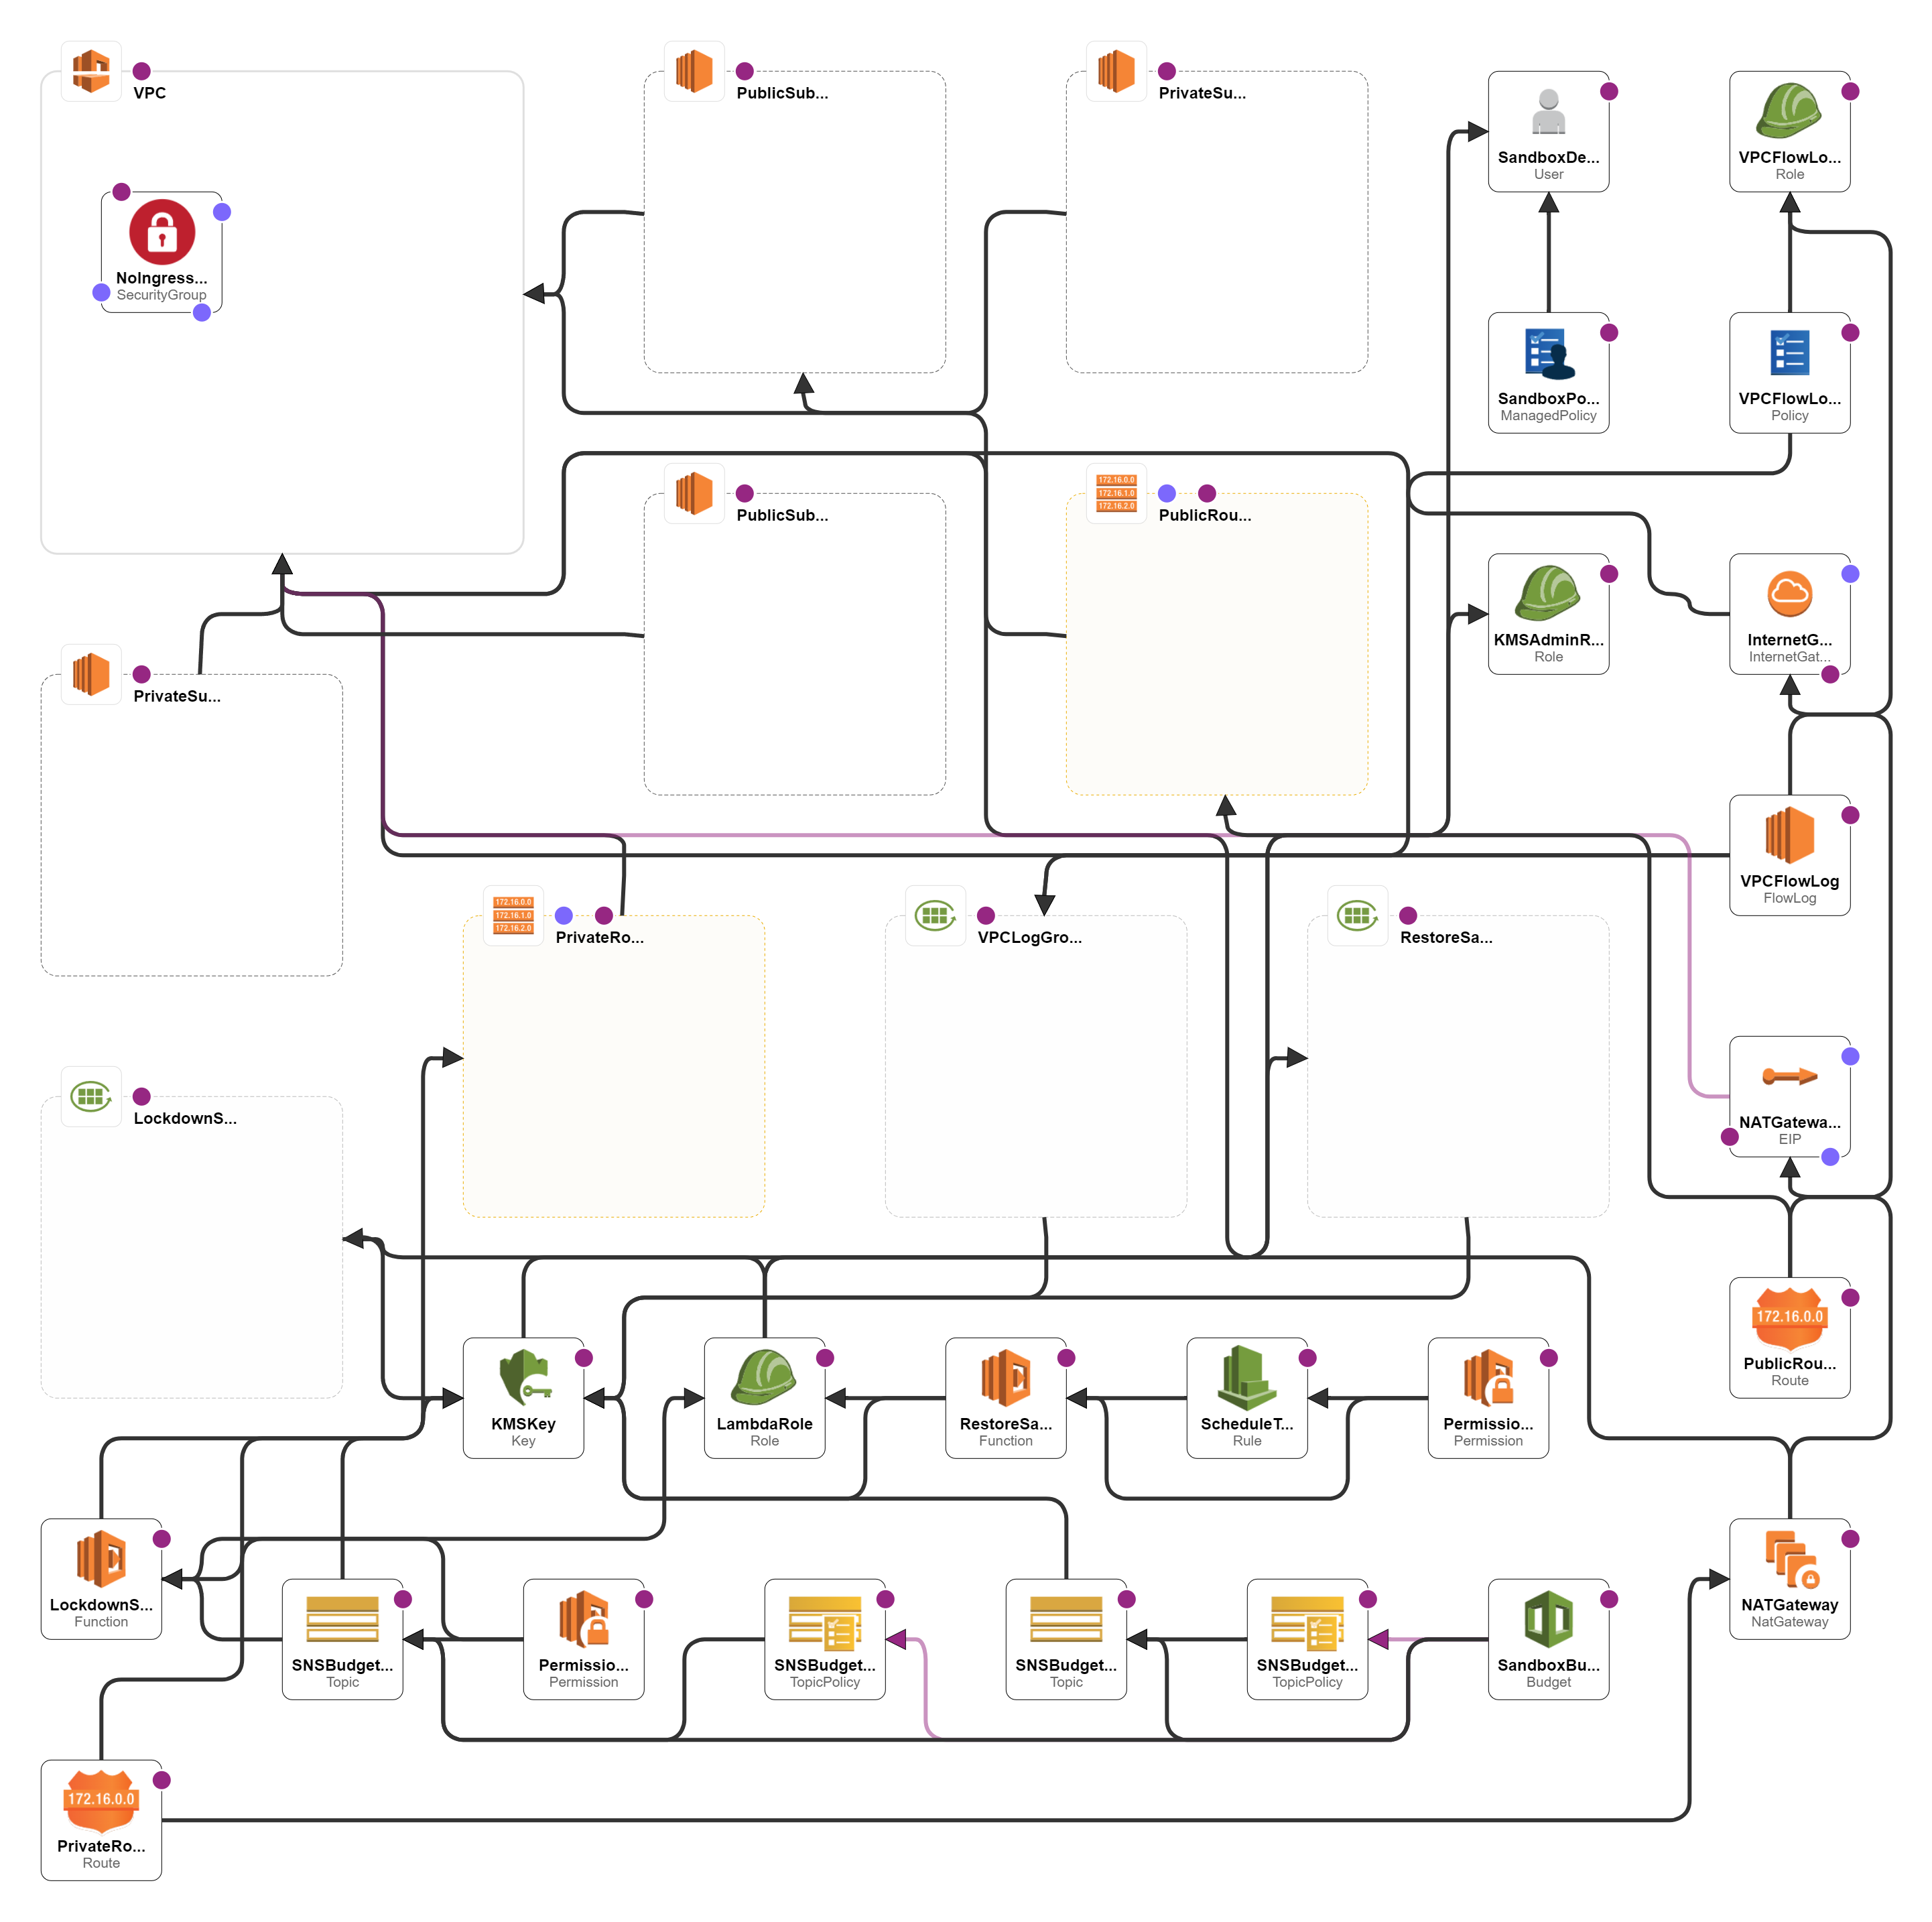 VPC
PublicSub...
PrivateSu...
SandboxDe...
User
VPCFlowLo...
Role
NoIngress...
SecurityGroup
SandboxPo...
ManagedPolicy
VPCFlowLo...
Policy
PublicSub...
172.16.0.0
172.16.1.0
172.16.2.0
PublicRou...
KMSAdminR...
Role
InternetG...
InternetGat...
PrivateSu...
VPCFlowLog
FlowLog
172.16.0.0
172.16.1.0
172.16.2.0
PrivateRo...
VPCLogGro...
RestoreSa...
LockdownS...
NATGatewa...
EIP
172.16.0.0
PublicRou...
Route
KMSKey
Key
LambdaRole
Role
RestoreSa...
Function
ScheduleT...
Rule
Permissio...
Permission
LockdownS...
Function
SNSBudget...
Topic
Permissio...
Permission
SNSBudget...
TopicPolicy
SNSBudget...
Topic
SNSBudget...
TopicPolicy
SandboxBu...
Budget
NATGateway
NatGateway
172.16.0.0
PrivateRo...
Route